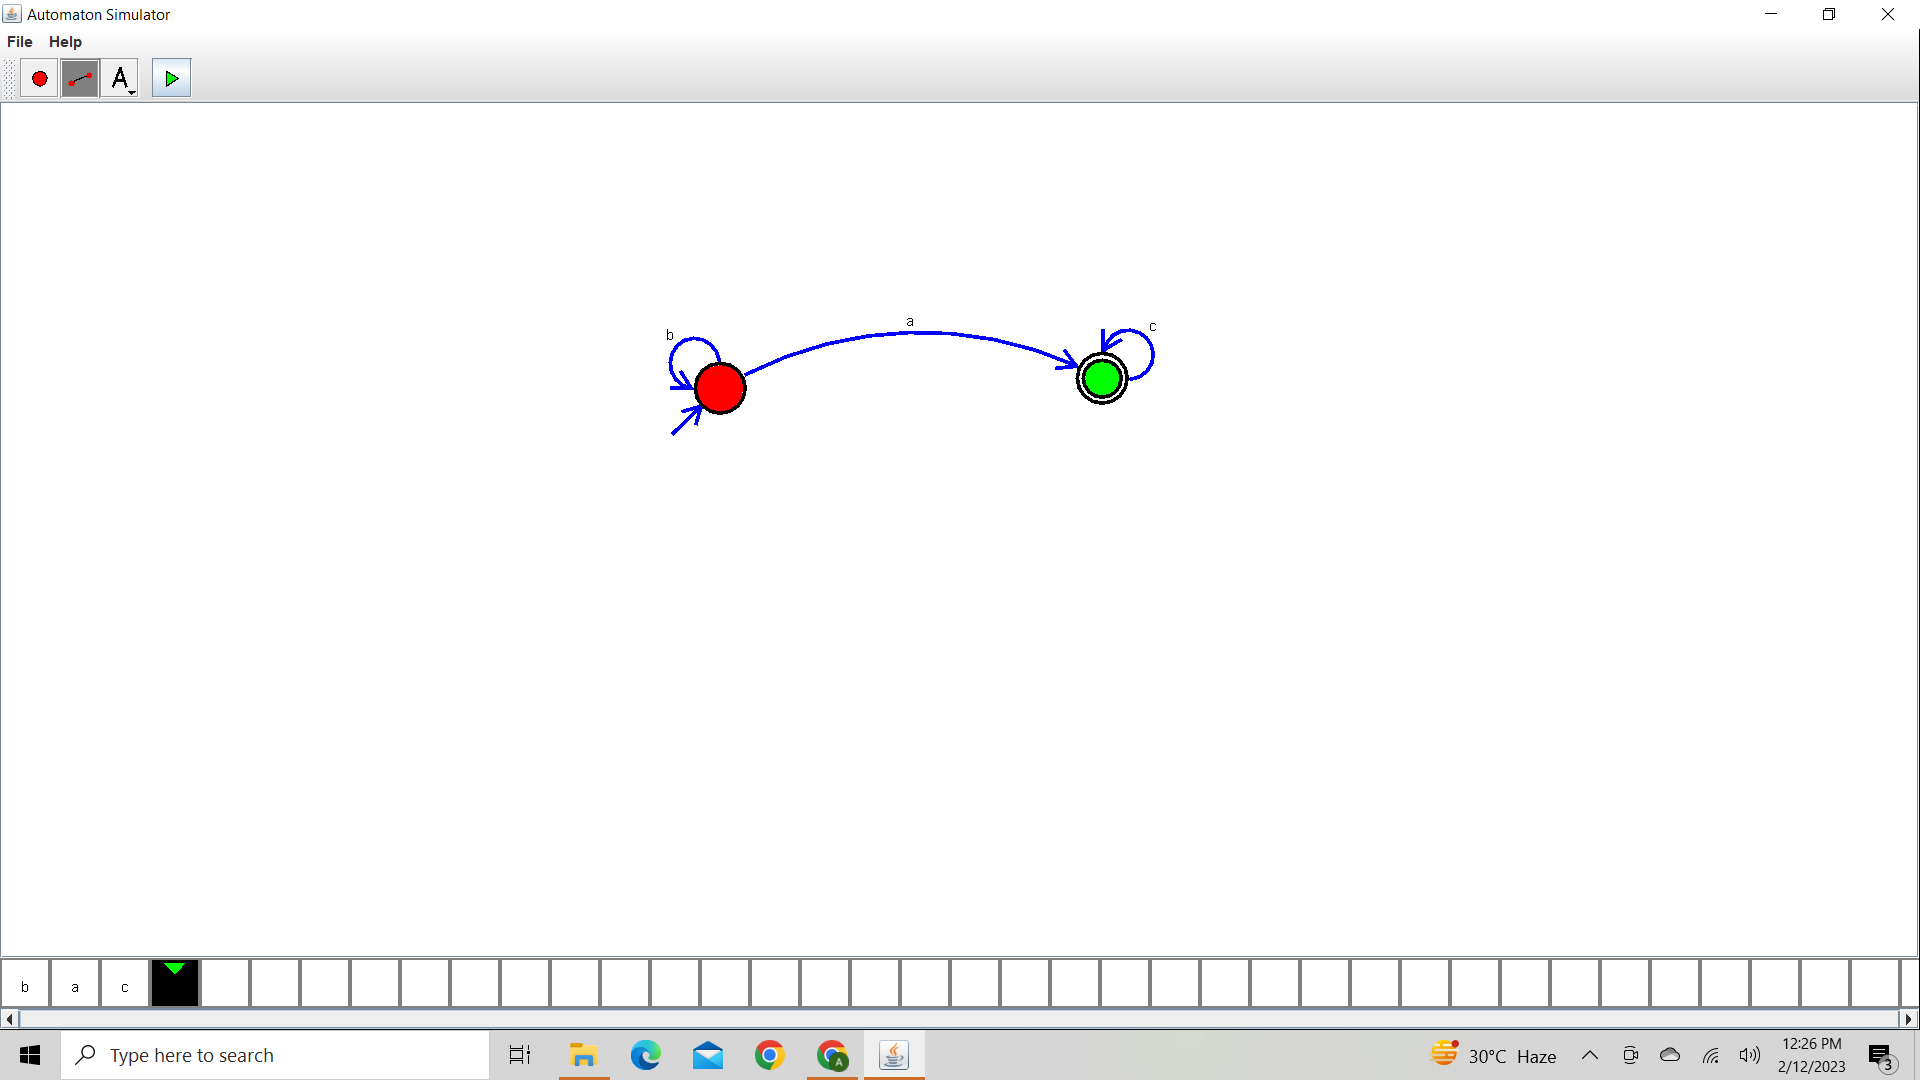 Automaton Simulator
File Help
A
a
c
b
b a c
Type here to search
A
30°C Haze
12:26 PM
2/12/2023
3